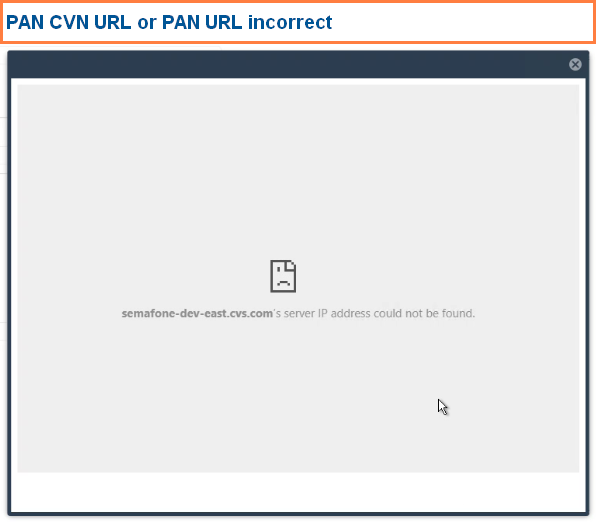 PAN CVN URL or PAN URL incorrect
semafone-dev-east.cvs.com's server IP address could not be found.